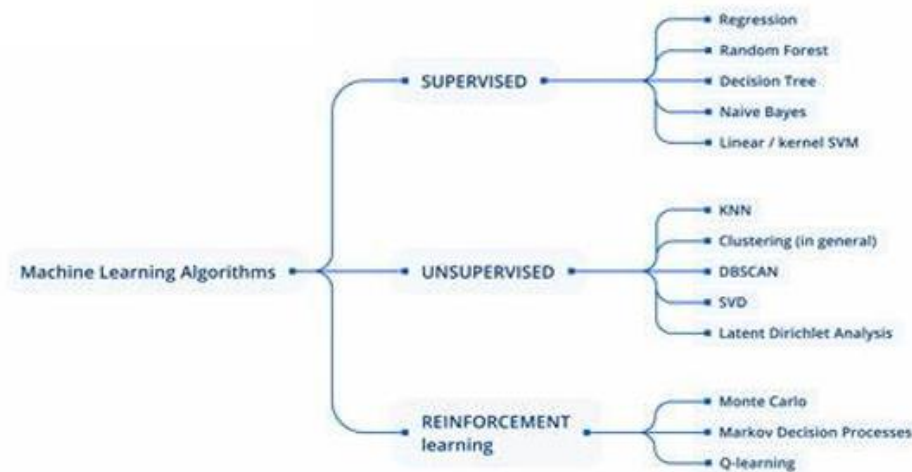 Machine Learning Algorithms
SUPERVISED
Regression
Random Forest
Decision Tree
Naive Bayes
Linear / kernel SVM
UNSUPERVISED
KNN
Clustering (in general)
DBSCAN
SVD
Latent Dirichlet Analysis
REINFORCEMENT
learning
Monte Carlo
Markov Decision Processes
Q-learning